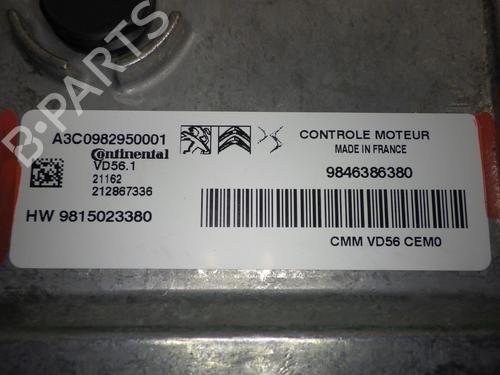 A3C0982950001
Continental
VD56.1
21162
212867336
HW 9815023380
CONTROLE MOTEUR
MADE IN FRANCE
9846386380
CMM VD56 CEM0
B-PARTS